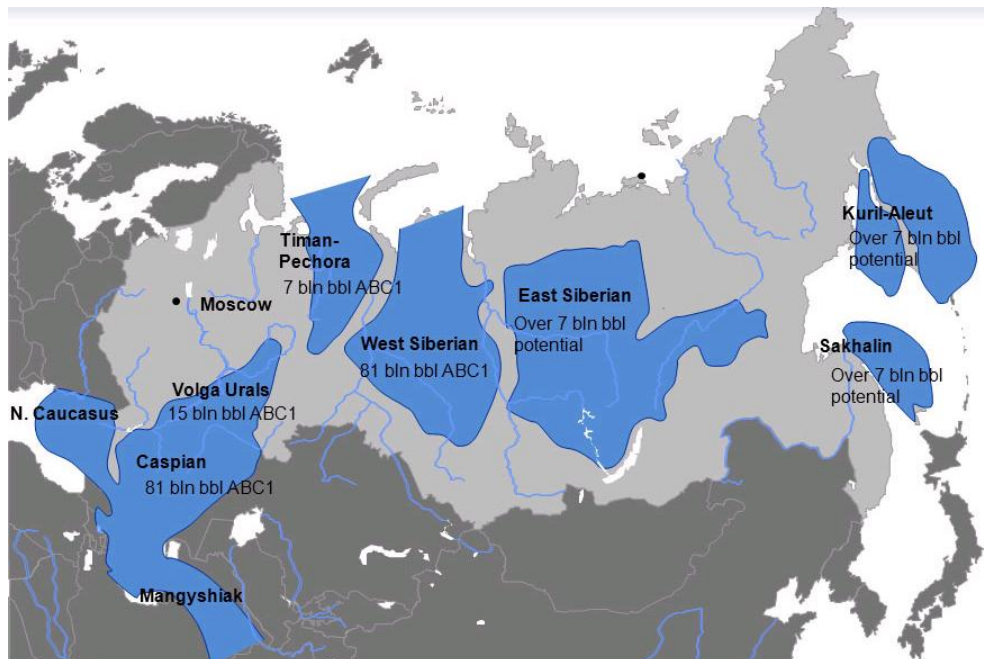 Timan-
Pechora
7 bln bbl ABC1
Moscow
West Siberian
81 bln bbl ABC1
East Siberian
Over 7 bln bbl
potential
Kuril-Aleut
Over 7 bln bbl
potential
Sakhalin
Over 7 bln bbl
potential
Volga Urals
15 bln bbl ABC1
N. Caucasus
Caspian
81 bln bbl ABC1
Mangyshiak